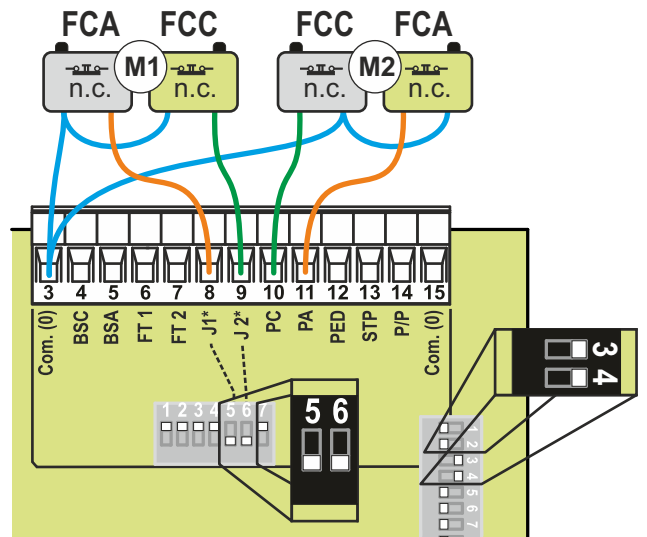 FCA FCC FCC FCA
M1 M2
n.c. n.c. n.c. n.c.
3 4 5 6 7 8 9 10 11 12 13 14 15
Com. (0) BSC BSA FT 1 FT 2 J1* J 2* PC PA PED STP P/P Com. (0)
3
4
1 2 3 4 5 6 7
5 6
1
2
3
4
5
6
7